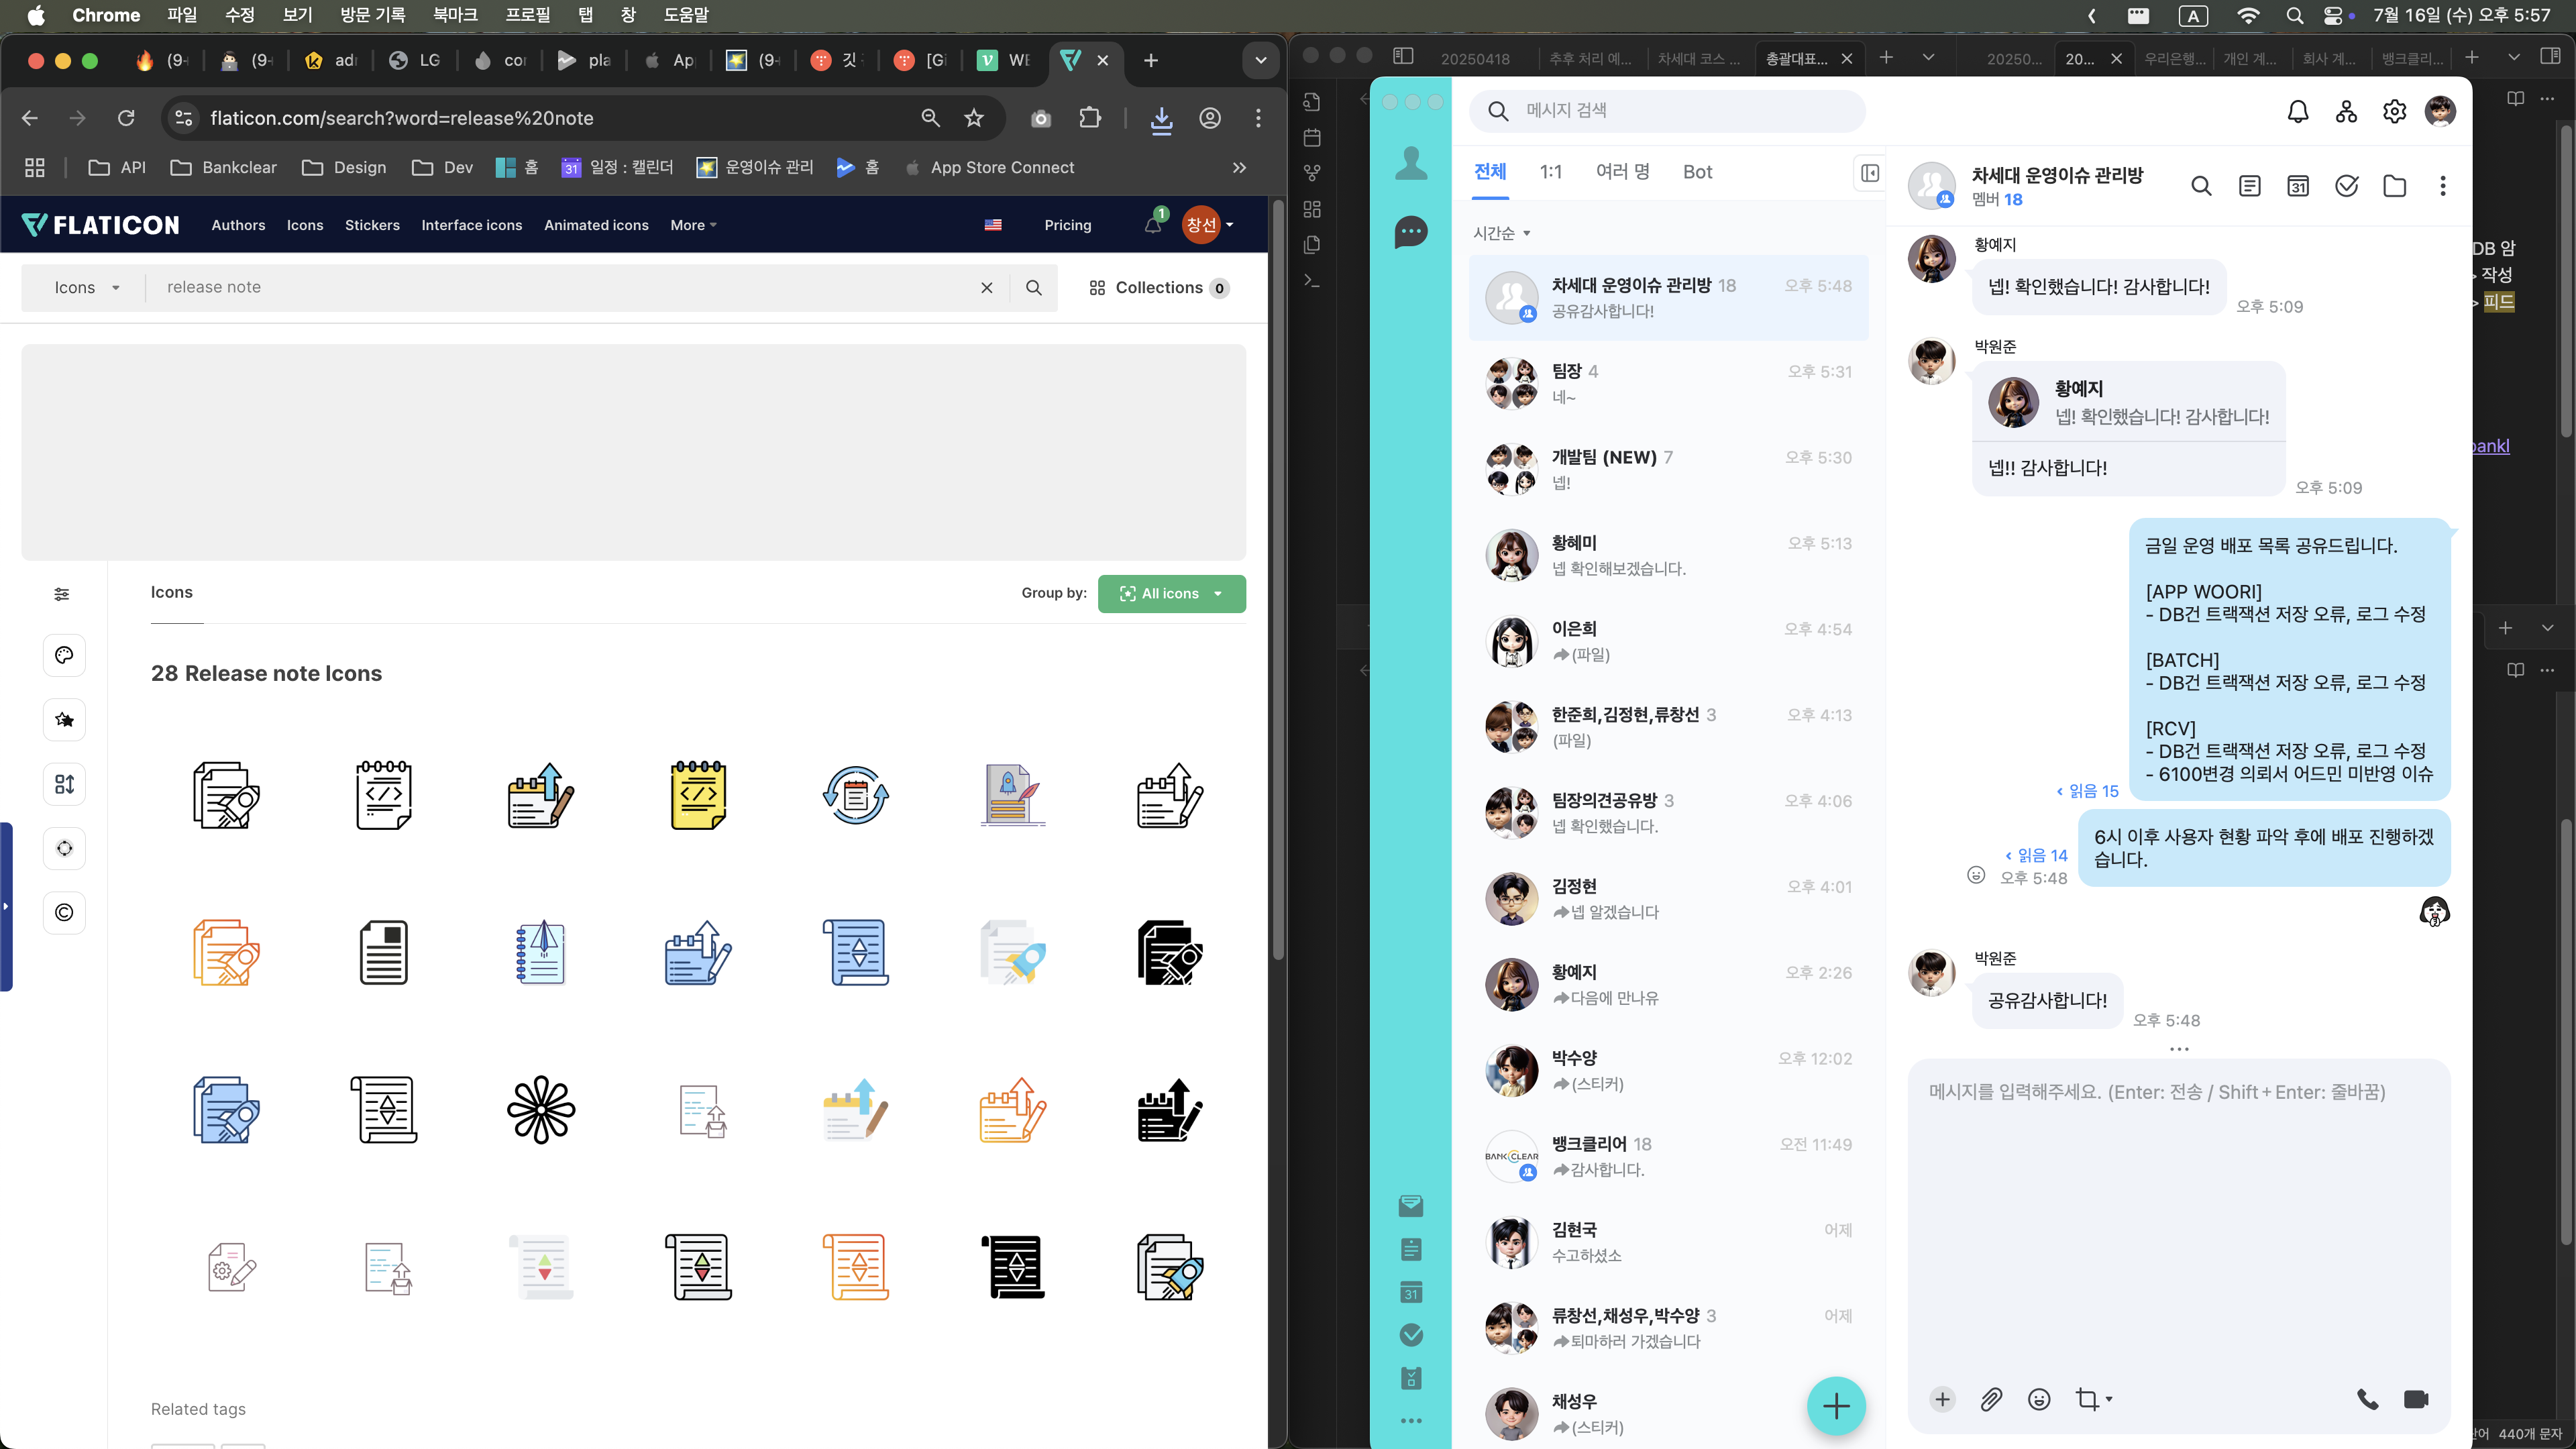 Chrome 파일 수정 보기 방문 기록 북마크 프로필 탭 창 도움말
A 7월 16일 (수) 오후 5:57
(9- (9- adr LG cor pla Ap (9- 깃 [Gi WE
20250418 추후 처리 예... 차세대 코스 ... 총괄대표... 20250... 20... 우리은행... 개인 계... 회사 계... 뱅크클리...
flaticon.com/search?word=release%20note
API Bankclear Design Dev 홈 일정 : 캘린더 운영이슈 관리 홈 App Store Connect
FLATICON Authors Icons Stickers Interface icons Animated icons More Pricing 1 창선
Icons release note Collections 0
Icons
Group by: All icons
28 Release note Icons
Related tags
메시지 검색
전체 1:1 여러 명 Bot
시간순
차세대 운영이슈 관리방 18 오후 5:48
공유감사합니다!
팀장 4 오후 5:31
네~
개발팀 (NEW) 7 오후 5:30
넵!
황혜미 오후 5:13
넵 확인해보겠습니다.
이은희 오후 4:54
(파일)
한준희,김정현,류창선 3 오후 4:13
(파일)
팀장의견공유방 3 오후 4:06
넵 확인했습니다.
김정현 오후 4:01
넵 알겠습니다
황예지 오후 2:26
다음에 만나유
박수양 오후 12:02
(스티커)
BANKCLEAR
뱅크클리어 18 오전 11:49
감사합니다.
김현국 어제
수고하셨소
류창선,채성우,박수양 3 어제
퇴마하러 가겠습니다
채성우
(스티커)
31
차세대 운영이슈 관리방
멤버 18
31
황예지
넵! 확인했습니다! 감사합니다!
오후 5:09
박원준
황예지
넵! 확인했습니다! 감사합니다!
넵!! 감사합니다!
오후 5:09
금일 운영 배포 목록 공유드립니다.
[APP WOORI]
- DB건 트랙잭션 저장 오류, 로그 수정
[BATCH]
- DB건 트랙잭션 저장 오류, 로그 수정
[RCV]
- DB건 트랙잭션 저장 오류, 로그 수정
- 6100변경 의뢰서 어드민 미반영 이슈
읽음 15
6시 이후 사용자 현황 파악 후에 배포 진행하겠
습니다.
읽음 14
오후 5:48
박원준
공유감사합니다!
오후 5:48
메시지를 입력해주세요. (Enter: 전송 / Shift+Enter: 줄바꿈)
DB 암
> 작성
> 피드
bankl
단어 440개 문자